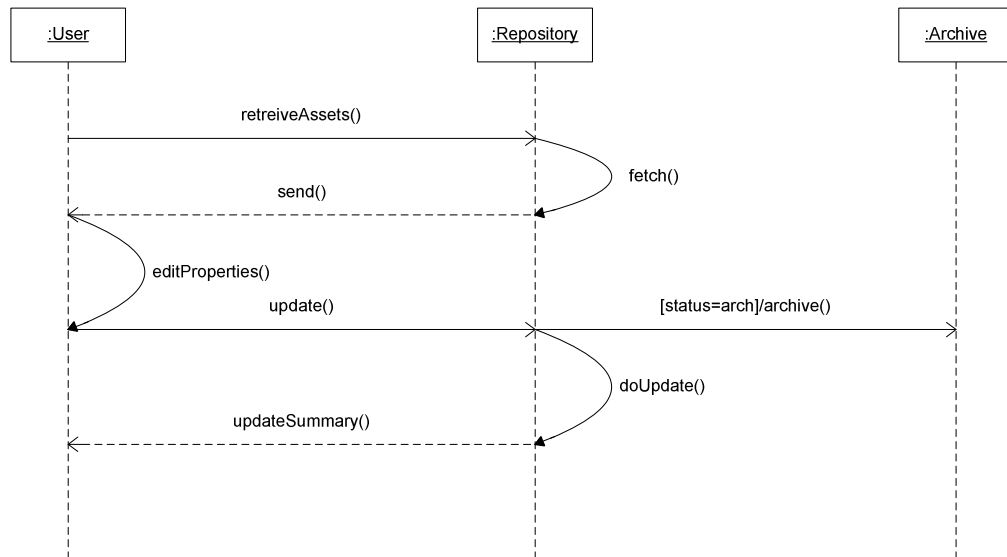 :User
:Repository
:Archive
retreiveAssets()
fetch()
send()
editProperties()
update()
[status=arch]/archive()
doUpdate()
updateSummary()